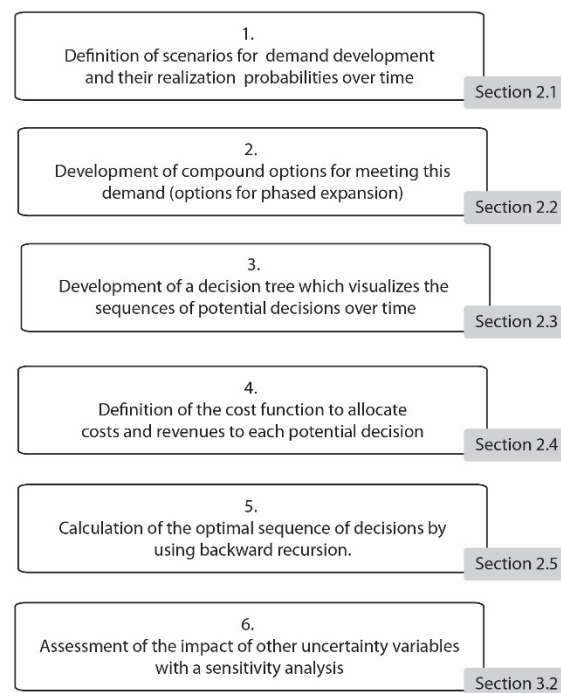 1.
Definition of scenarios for demand development
and their realization probabilities over time
Section 2.1
2.
Development of compound options for meeting this
demand (options for phased expansion)
Section 2.2
3.
Development of a decision tree which visualizes the
sequences of potential decisions over time
Section 2.3
4.
Definition of the cost function to allocate
costs and revenues to each potential decision
Section 2.4
5.
Calculation of the optimal sequence of decisions by
using backward recursion.
Section 2.5
6.
Assessment of the impact of other uncertainty variables
with a sensitivity analysis
Section 3.2